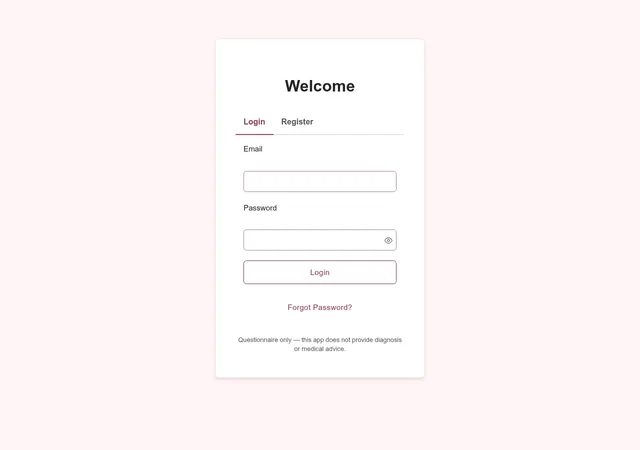 Welcome
Login Register
Email
Password
Login
Forgot Password?
Questionnaire only — this app does not provide diagnosis
or medical advice.